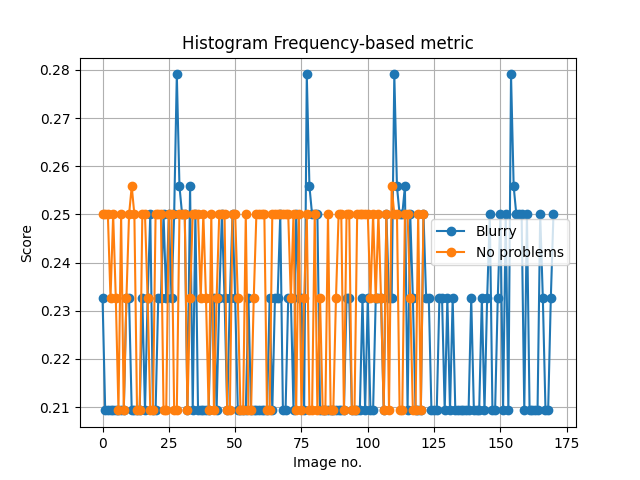 Histogram Frequency-based metric
0.28
0.27
0.26
0.25
0.24
0.23
0.22
0.21
Score
Blurry
No problems
0 25 50 75 100 125 150 175
Image no.